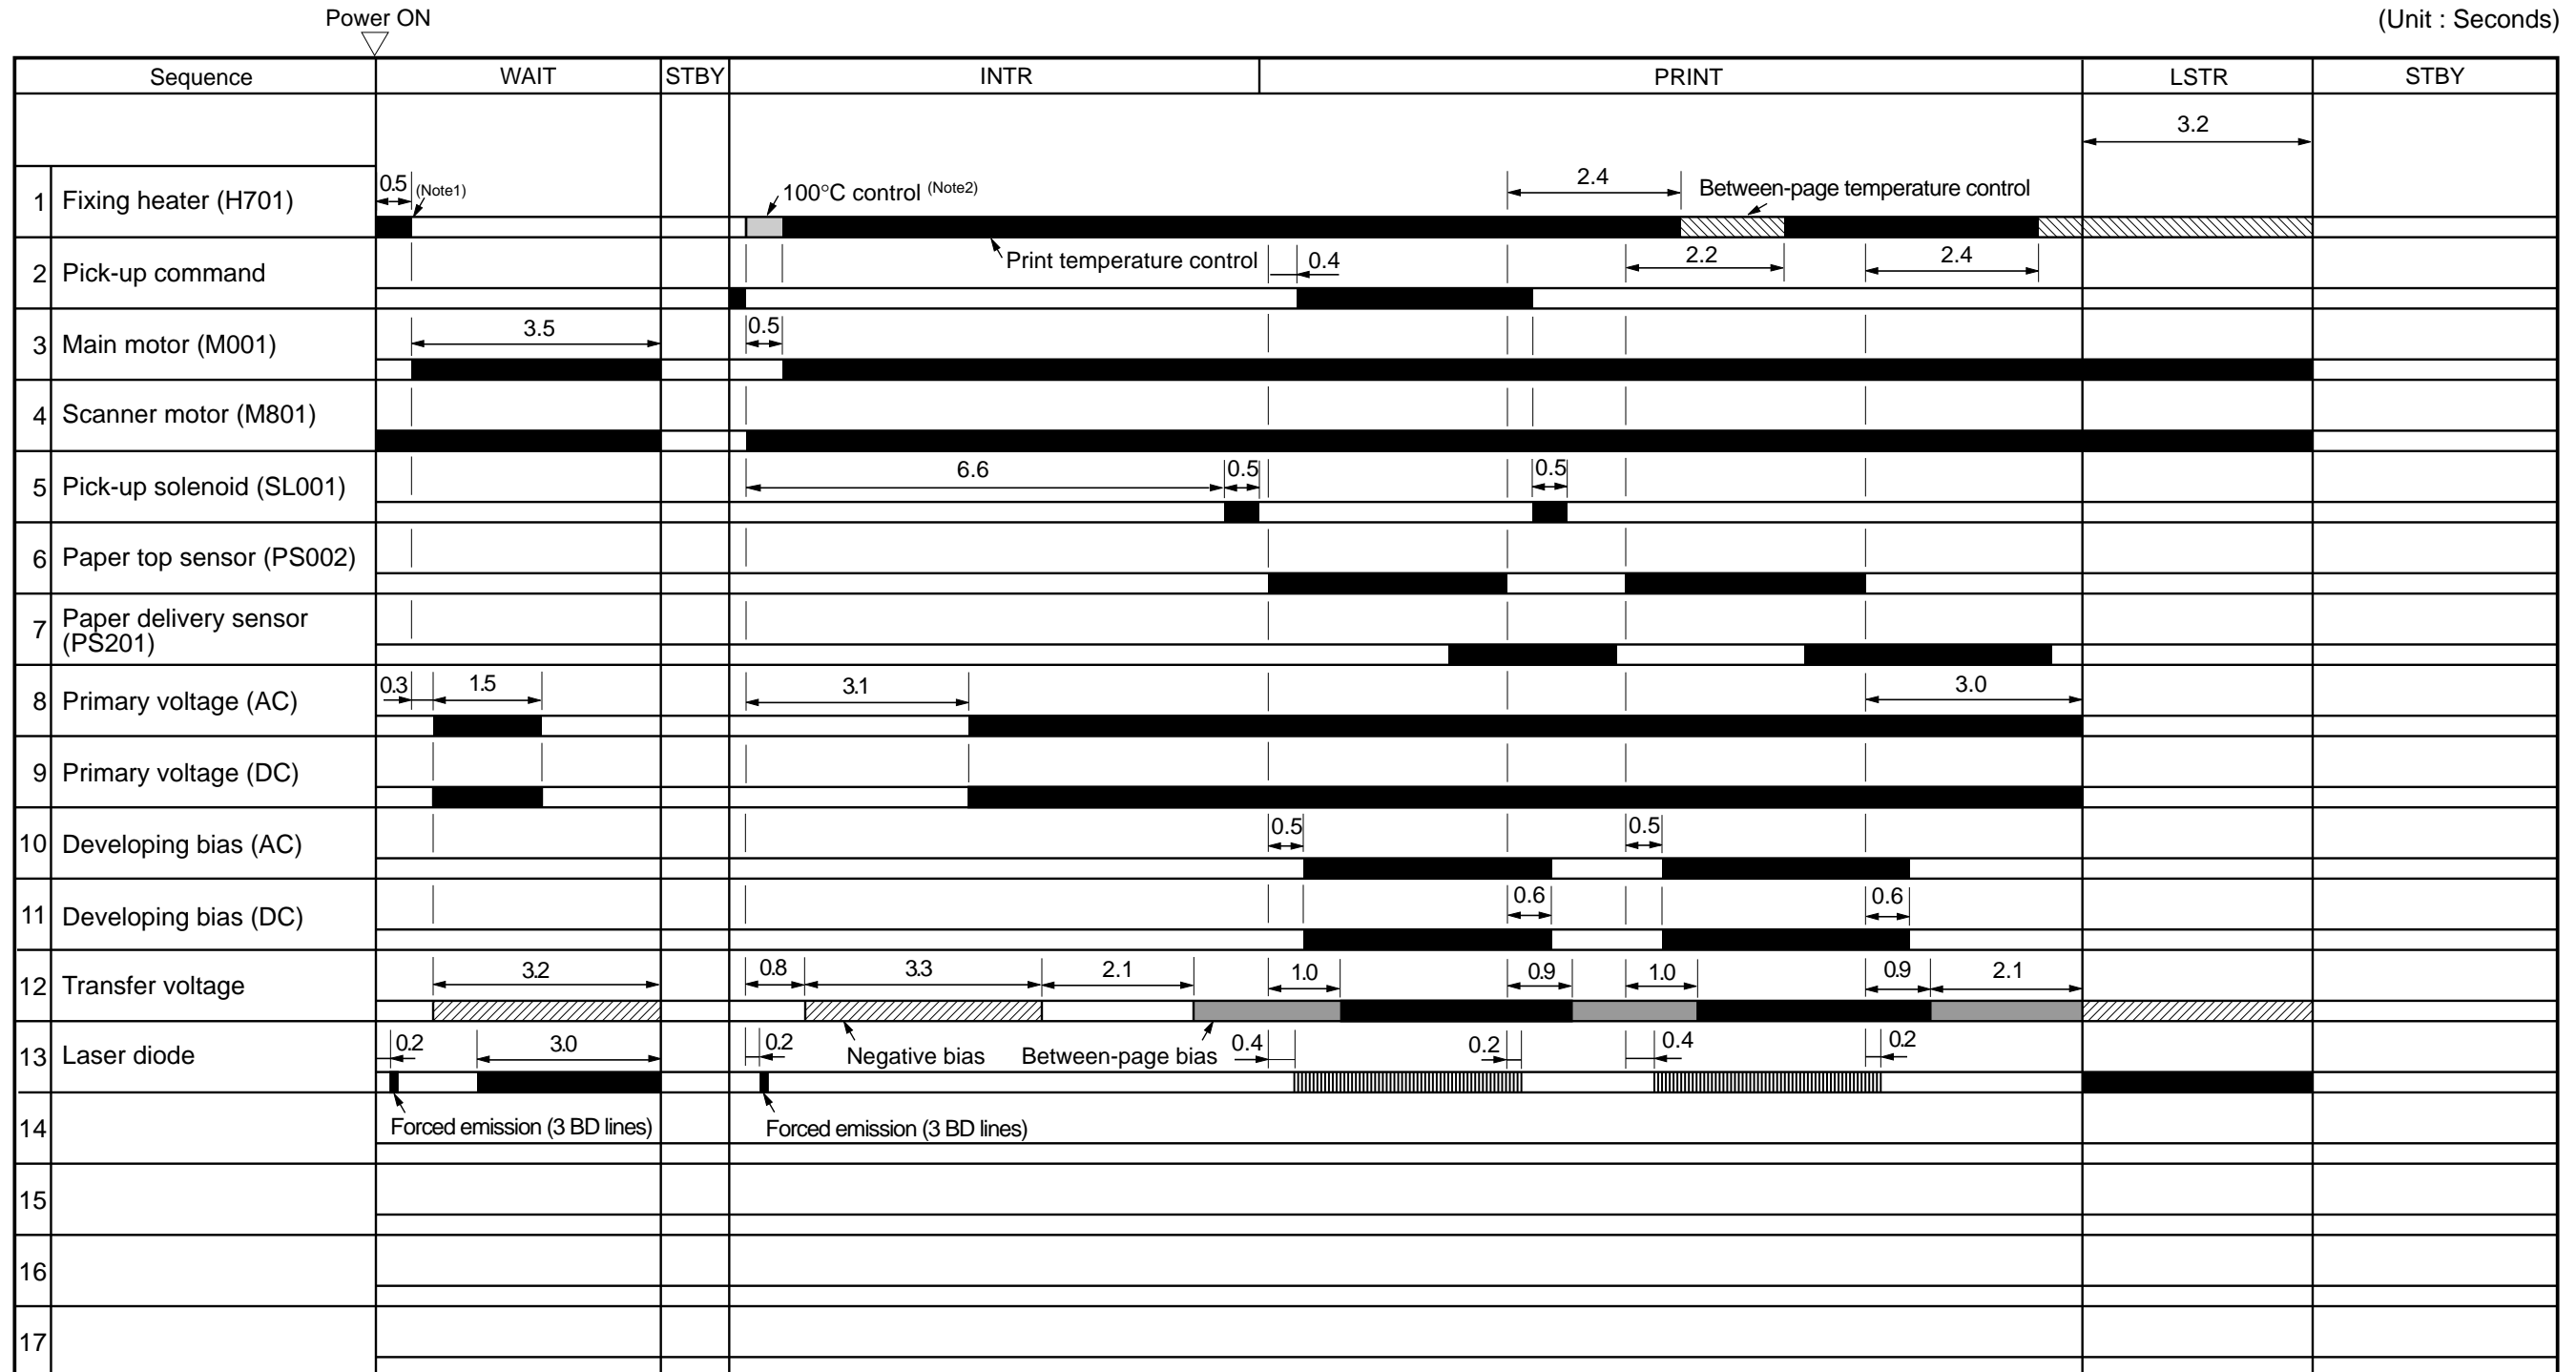 Power ON
(Unit : Seconds)
Sequence WAIT STBY INTR PRINT LSTR STBY
3.2
1 Fixing heater (H701) 0.5 (Note1) 100°C control (Note2) 2.4 Between-page temperature control
2 Pick-up command Print temperature control 0.4 2.2 2.4
3 Main motor (M001) 3.5 0.5
4 Scanner motor (M801)
5 Pick-up solenoid (SL001) 6.6 0.5 0.5
6 Paper top sensor (PS002)
7 Paper delivery sensor
(PS201)
8 Primary voltage (AC) 0.3 1.5 3.1 3.0
9 Primary voltage (DC)
10 Developing bias (AC) 0.5 0.5
11 Developing bias (DC) 0.6 0.6
12 Transfer voltage 3.2 0.8 3.3 2.1 1.0 0.9 1.0 0.9 2.1
13 Laser diode 0.2 3.0 0.2 Negative bias Between-page bias 0.4 0.2 0.4 0.2
14 Forced emission (3 BD lines) Forced emission (3 BD lines)
15
16
17